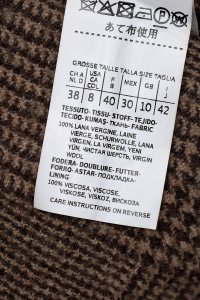 あて布使用
GROSSE TAILLE TALLA SIZE TAGLIA
CH A NL D USA CA P MEX GB I
38 8 40 30 10 42
TESSUTO-TISSU-STOFF-TEJIDO-
TECIDO-KUMAŞ-ТКАНЬ-FABRIC
100% LANA VERGINE, LAINE
VIERGE, SCHURWOLLE, LANA
VIRGEN, LÃ VIRGEM, YENİ
YÜN, ЧИСТАЯ ШЕРСТЬ, VIRGIN
WOOL
FODERA-DOUBLURE-FUTTER-
FORRO-ASTAR-ПОДКЛАДКА-
LINING
100% VISCOSA, VISCOSE,
VISKOSE, VISKOZ, ВИСКОЗА
CARE INSTRUCTIONS ON REVERSE